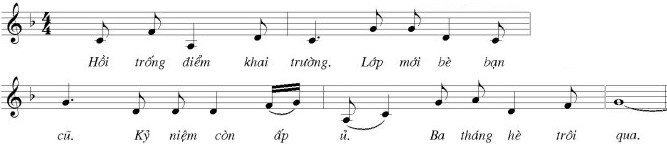 Hồi trống điểm khai trường. Lớp mới bè bạn
cũ. Kỷ niệm còn ấp ủ. Ba tháng hè trôi qua.